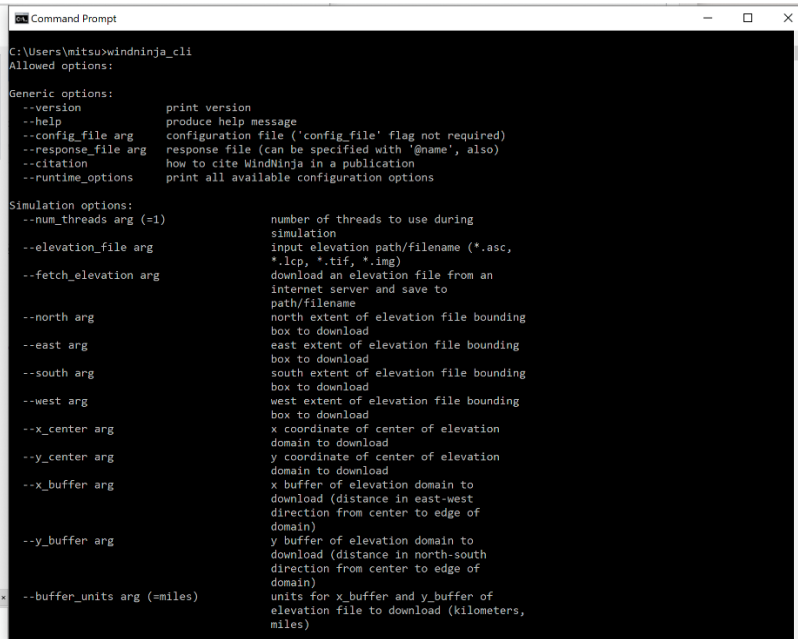 Command Prompt
C:\Users\mitsu>windninja_cli
Allowed options:
Generic options:
--version print version
--help produce help message
--config_file arg configuration file ('config_file' flag not required)
--response_file arg response file (can be specified with '@name', also)
--citation how to cite WindNinja in a publication
--runtime_options print all available configuration options
Simulation options:
--num_threads arg (=1) number of threads to use during
simulation
--elevation_file arg input elevation path/filename (*.asc,
*.lcp, *.tif, *.img)
--fetch_elevation arg download an elevation file from an
internet server and save to
path/filename
--north arg north extent of elevation file bounding
box to download
--east arg east extent of elevation file bounding
box to download
--south arg south extent of elevation file bounding
box to download
--west arg west extent of elevation file bounding
box to download
--x_center arg x coordinate of center of elevation
domain to download
--y_center arg y coordinate of center of elevation
domain to download
--x_buffer arg x buffer of elevation domain to
download (distance in east-west
direction from center to edge of
domain)
--y_buffer arg y buffer of elevation domain to
download (distance in north-south
direction from center to edge of
domain)
--buffer_units arg (=miles) units for x_buffer and y_buffer of
elevation file to download (kilometers,
miles)